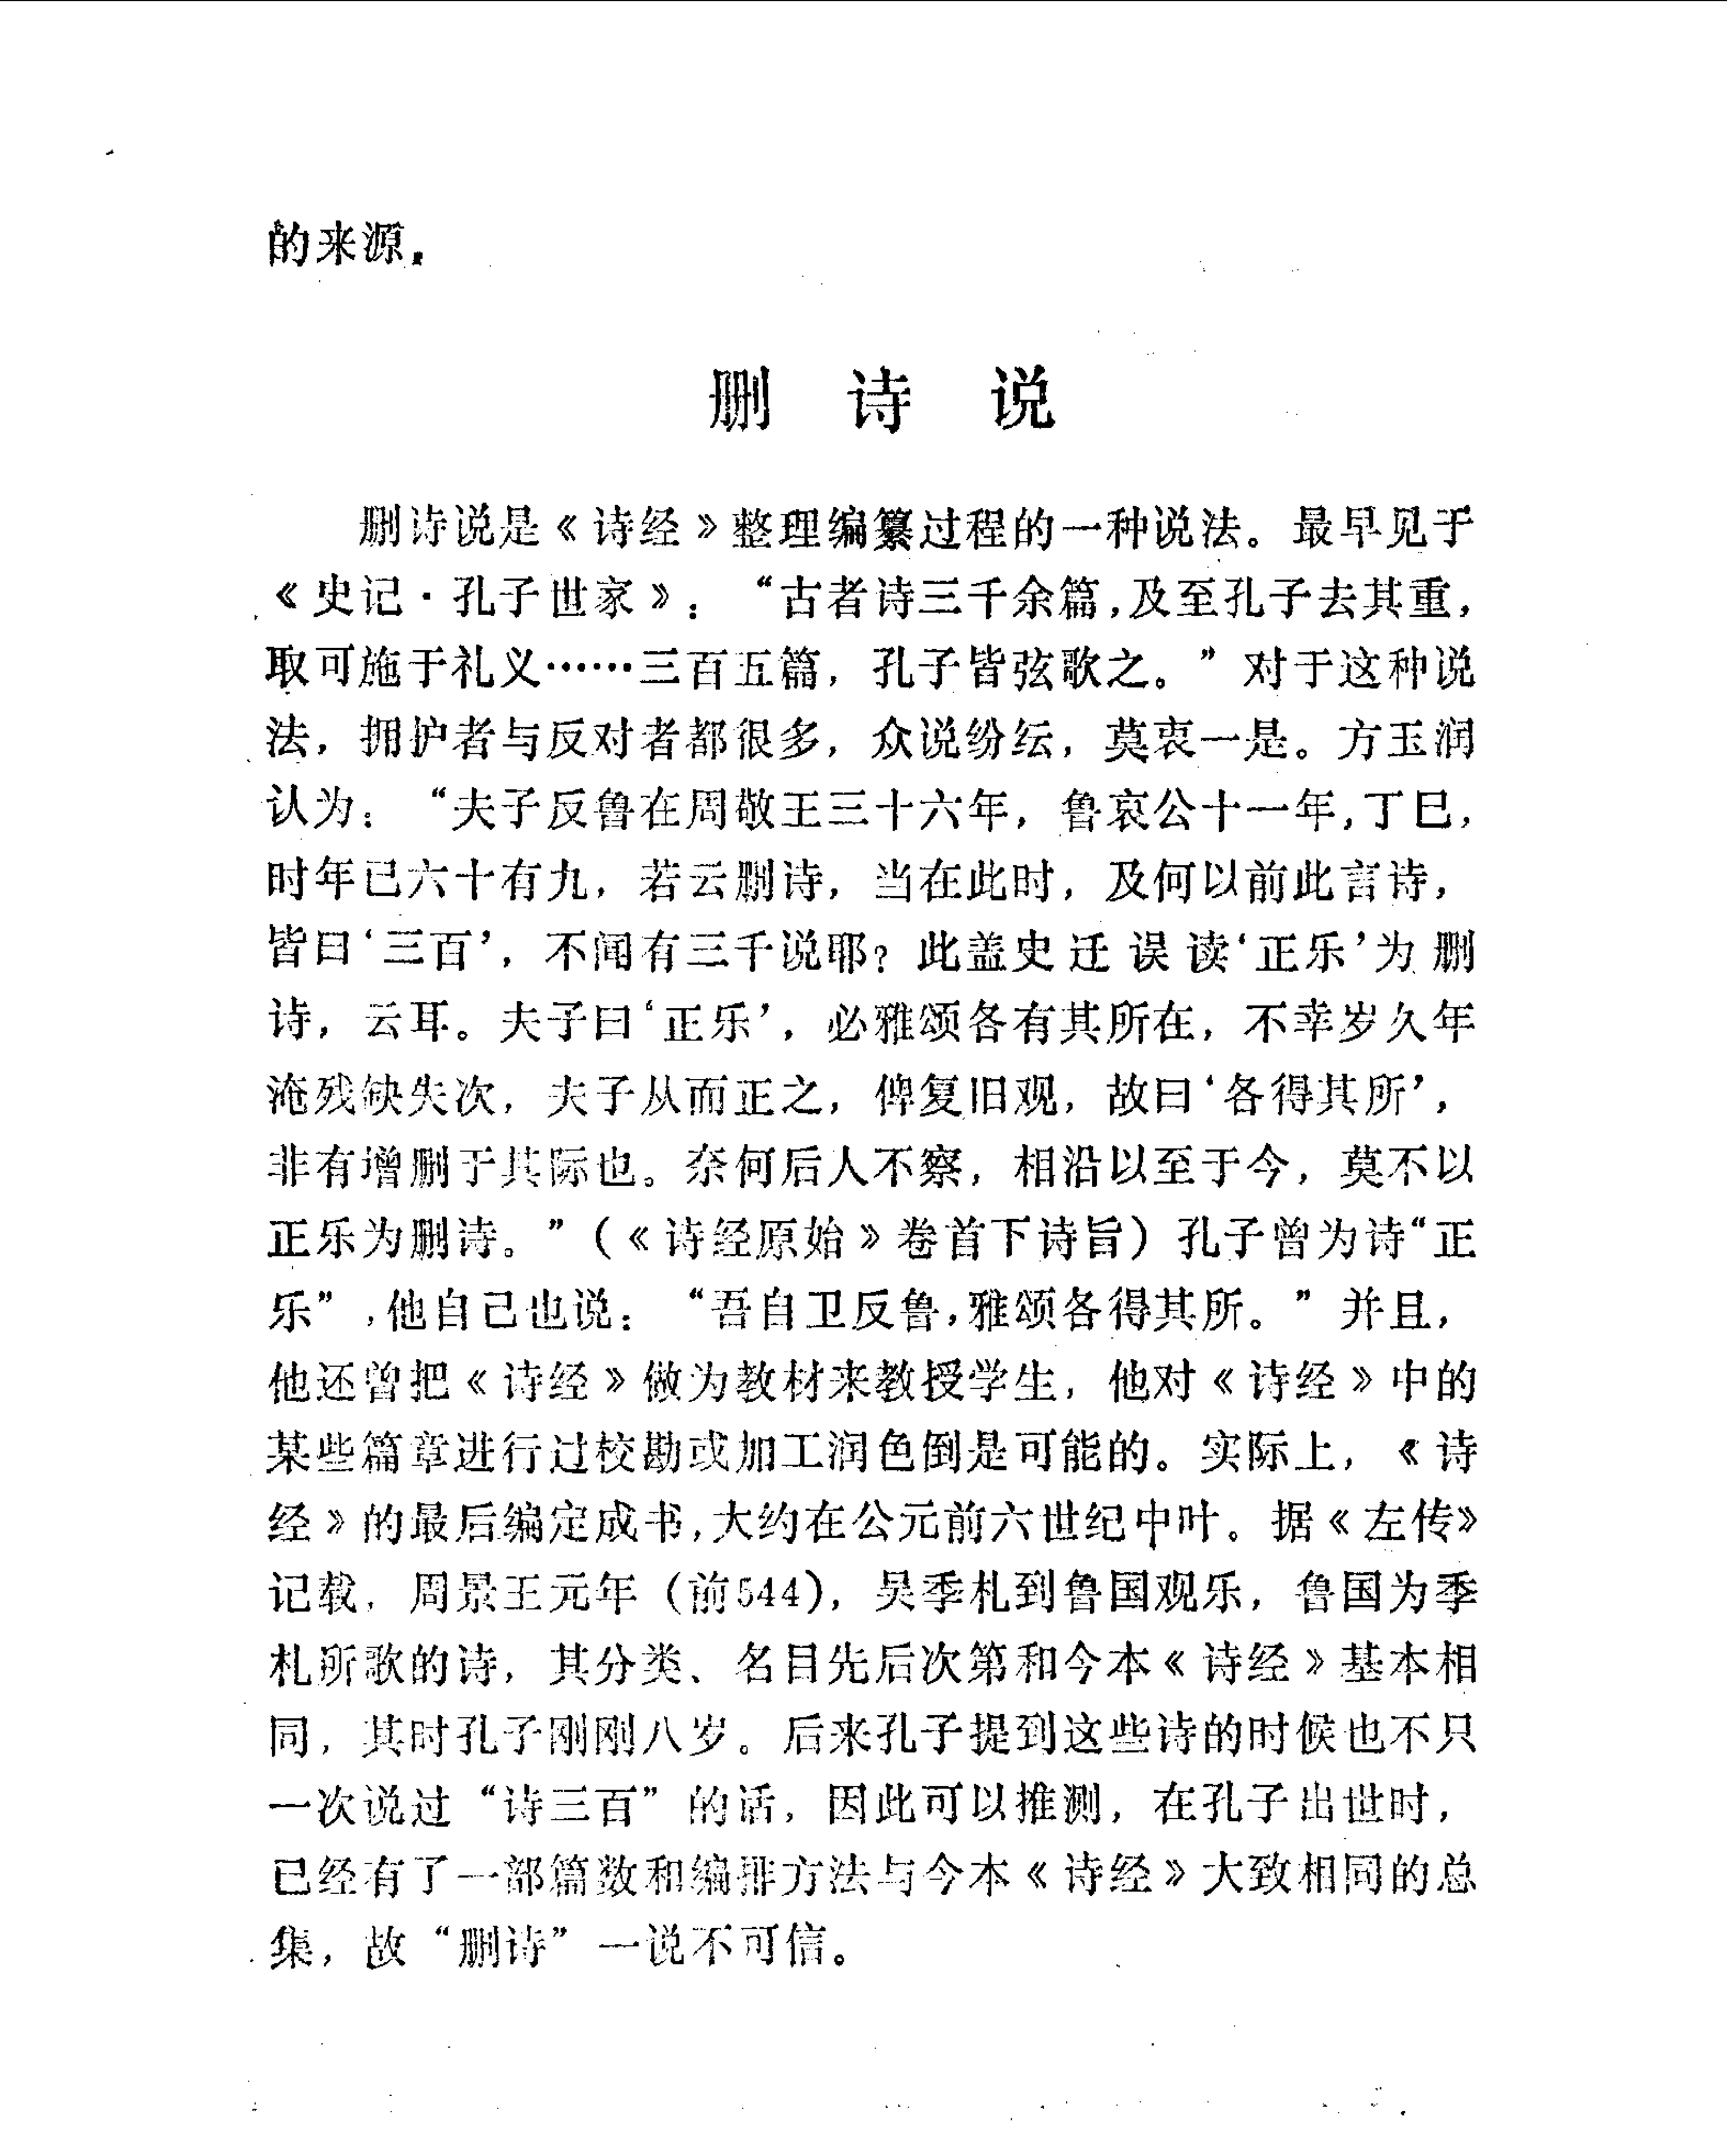 的来源。
删诗说
删诗说是《诗经》整理编纂过程的一种说法。最早见于
《史记·孔子世家》：“古者诗三千余篇，及至孔子去其重，
取可施于礼义……三百五篇，孔子皆弦歌之。”对于这种说
法，拥护者与反对者都很多，众说纷纭，莫衷一是。方玉润
认为：“夫子反鲁在周敬王三十六年，鲁哀公十一年，丁巳，
时年已六十有九，若云删诗，当在此时，及何以前此言诗，
皆曰‘三百’，不闻有三千说耶？此盖史迁误读‘正乐’为删
诗，云耳。夫子曰‘正乐’，必雅颂各有其所在，不幸岁久年
淹残缺失次，夫子从而正之，俾复旧观，故曰‘各得其所’，
非有增删于其际也。奈何后人不察，相沿以至于今，莫不以
正乐为删诗。”（《诗经原始》卷首下诗旨）孔子曾为诗“正
乐”，他自己也说：“吾自卫反鲁，雅颂各得其所。”并且，
他还曾把《诗经》做为教材来教授学生，他对《诗经》中的
某些篇章进行过校勘或加工润色倒是可能的。实际上，《诗
经》的最后编定成书，大约在公元前六世纪中叶。据《左传》
记载，周景王元年（前544），吴季札到鲁国观乐，鲁国为季
札所歌的诗，其分类、名目先后次第和今本《诗经》基本相
同，其时孔子刚刚八岁。后来孔子提到这些诗的时候也不只
一次说过“诗三百”的话，因此可以推测，在孔子出世时，
已经有了一部篇数和编排方法与今本《诗经》大致相同的总
集，故“删诗”一说不可信。